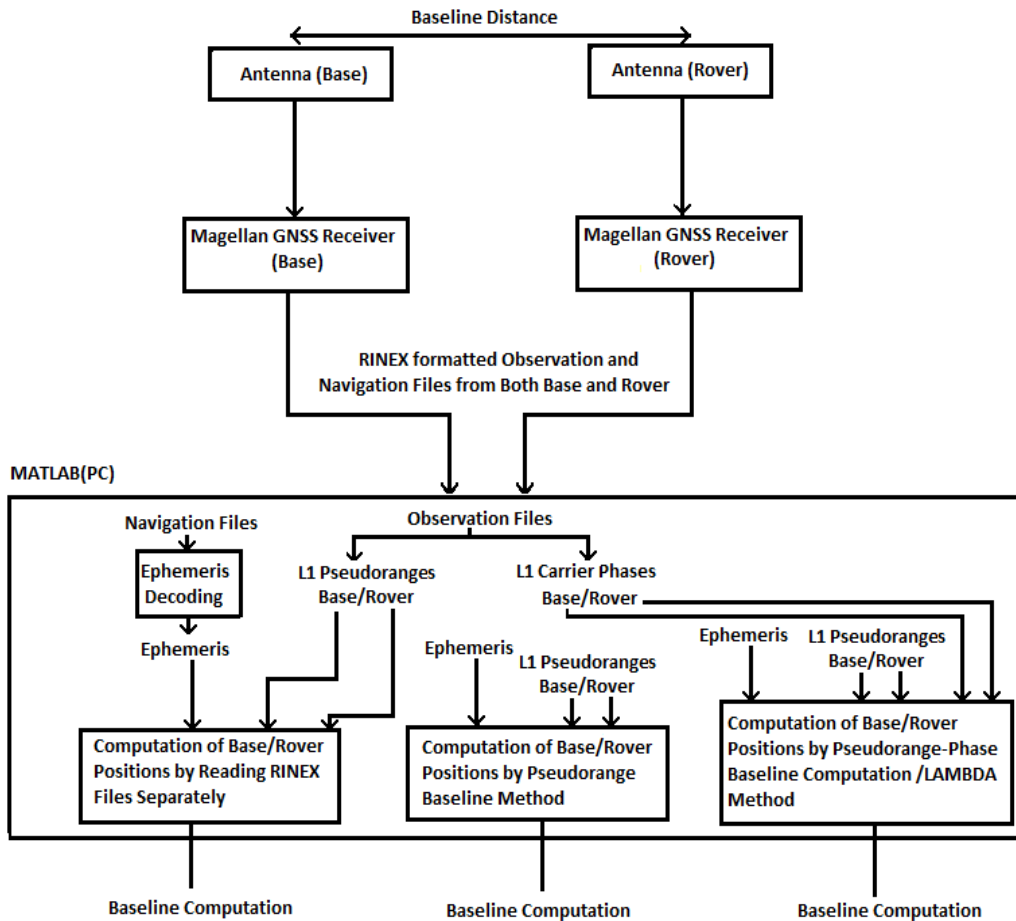 Baseline Distance
Antenna (Base)
Antenna (Rover)
Magellan GNSS Receiver
(Base)
Magellan GNSS Receiver
(Rover)
RINEX formatted Observation and
Navigation Files from Both Base and Rover
MATLAB(PC)
Navigation Files
Observation Files
Ephemeris
Decoding
L1 Pseudoranges
Base/Rover
L1 Carrier Phases
Base/Rover
Ephemeris
Ephemeris
L1 Pseudoranges
Base/Rover
Ephemeris
L1 Pseudoranges
Base/Rover
Computation of Base/Rover
Positions by Reading RINEX
Files Separately
Computation of Base/Rover
Positions by Pseudorange
Baseline Method
Computation of Base/Rover
Positions by Pseudorange-Phase
Baseline Computation /LAMBDA
Method
Baseline Computation
Baseline Computation
Baseline Computation